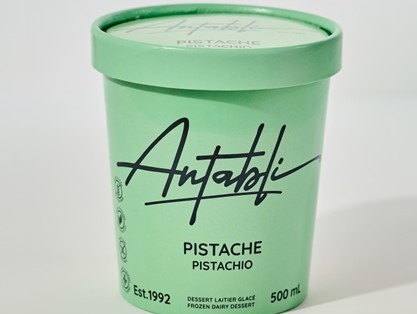 Antabli
PISTACHE
PISTACHIO
Antabli
PISTACHE
PISTACHIO
Est.1992
DESSERT LAITIER GLACÉ
FROZEN DAIRY DESSERT
500 mL